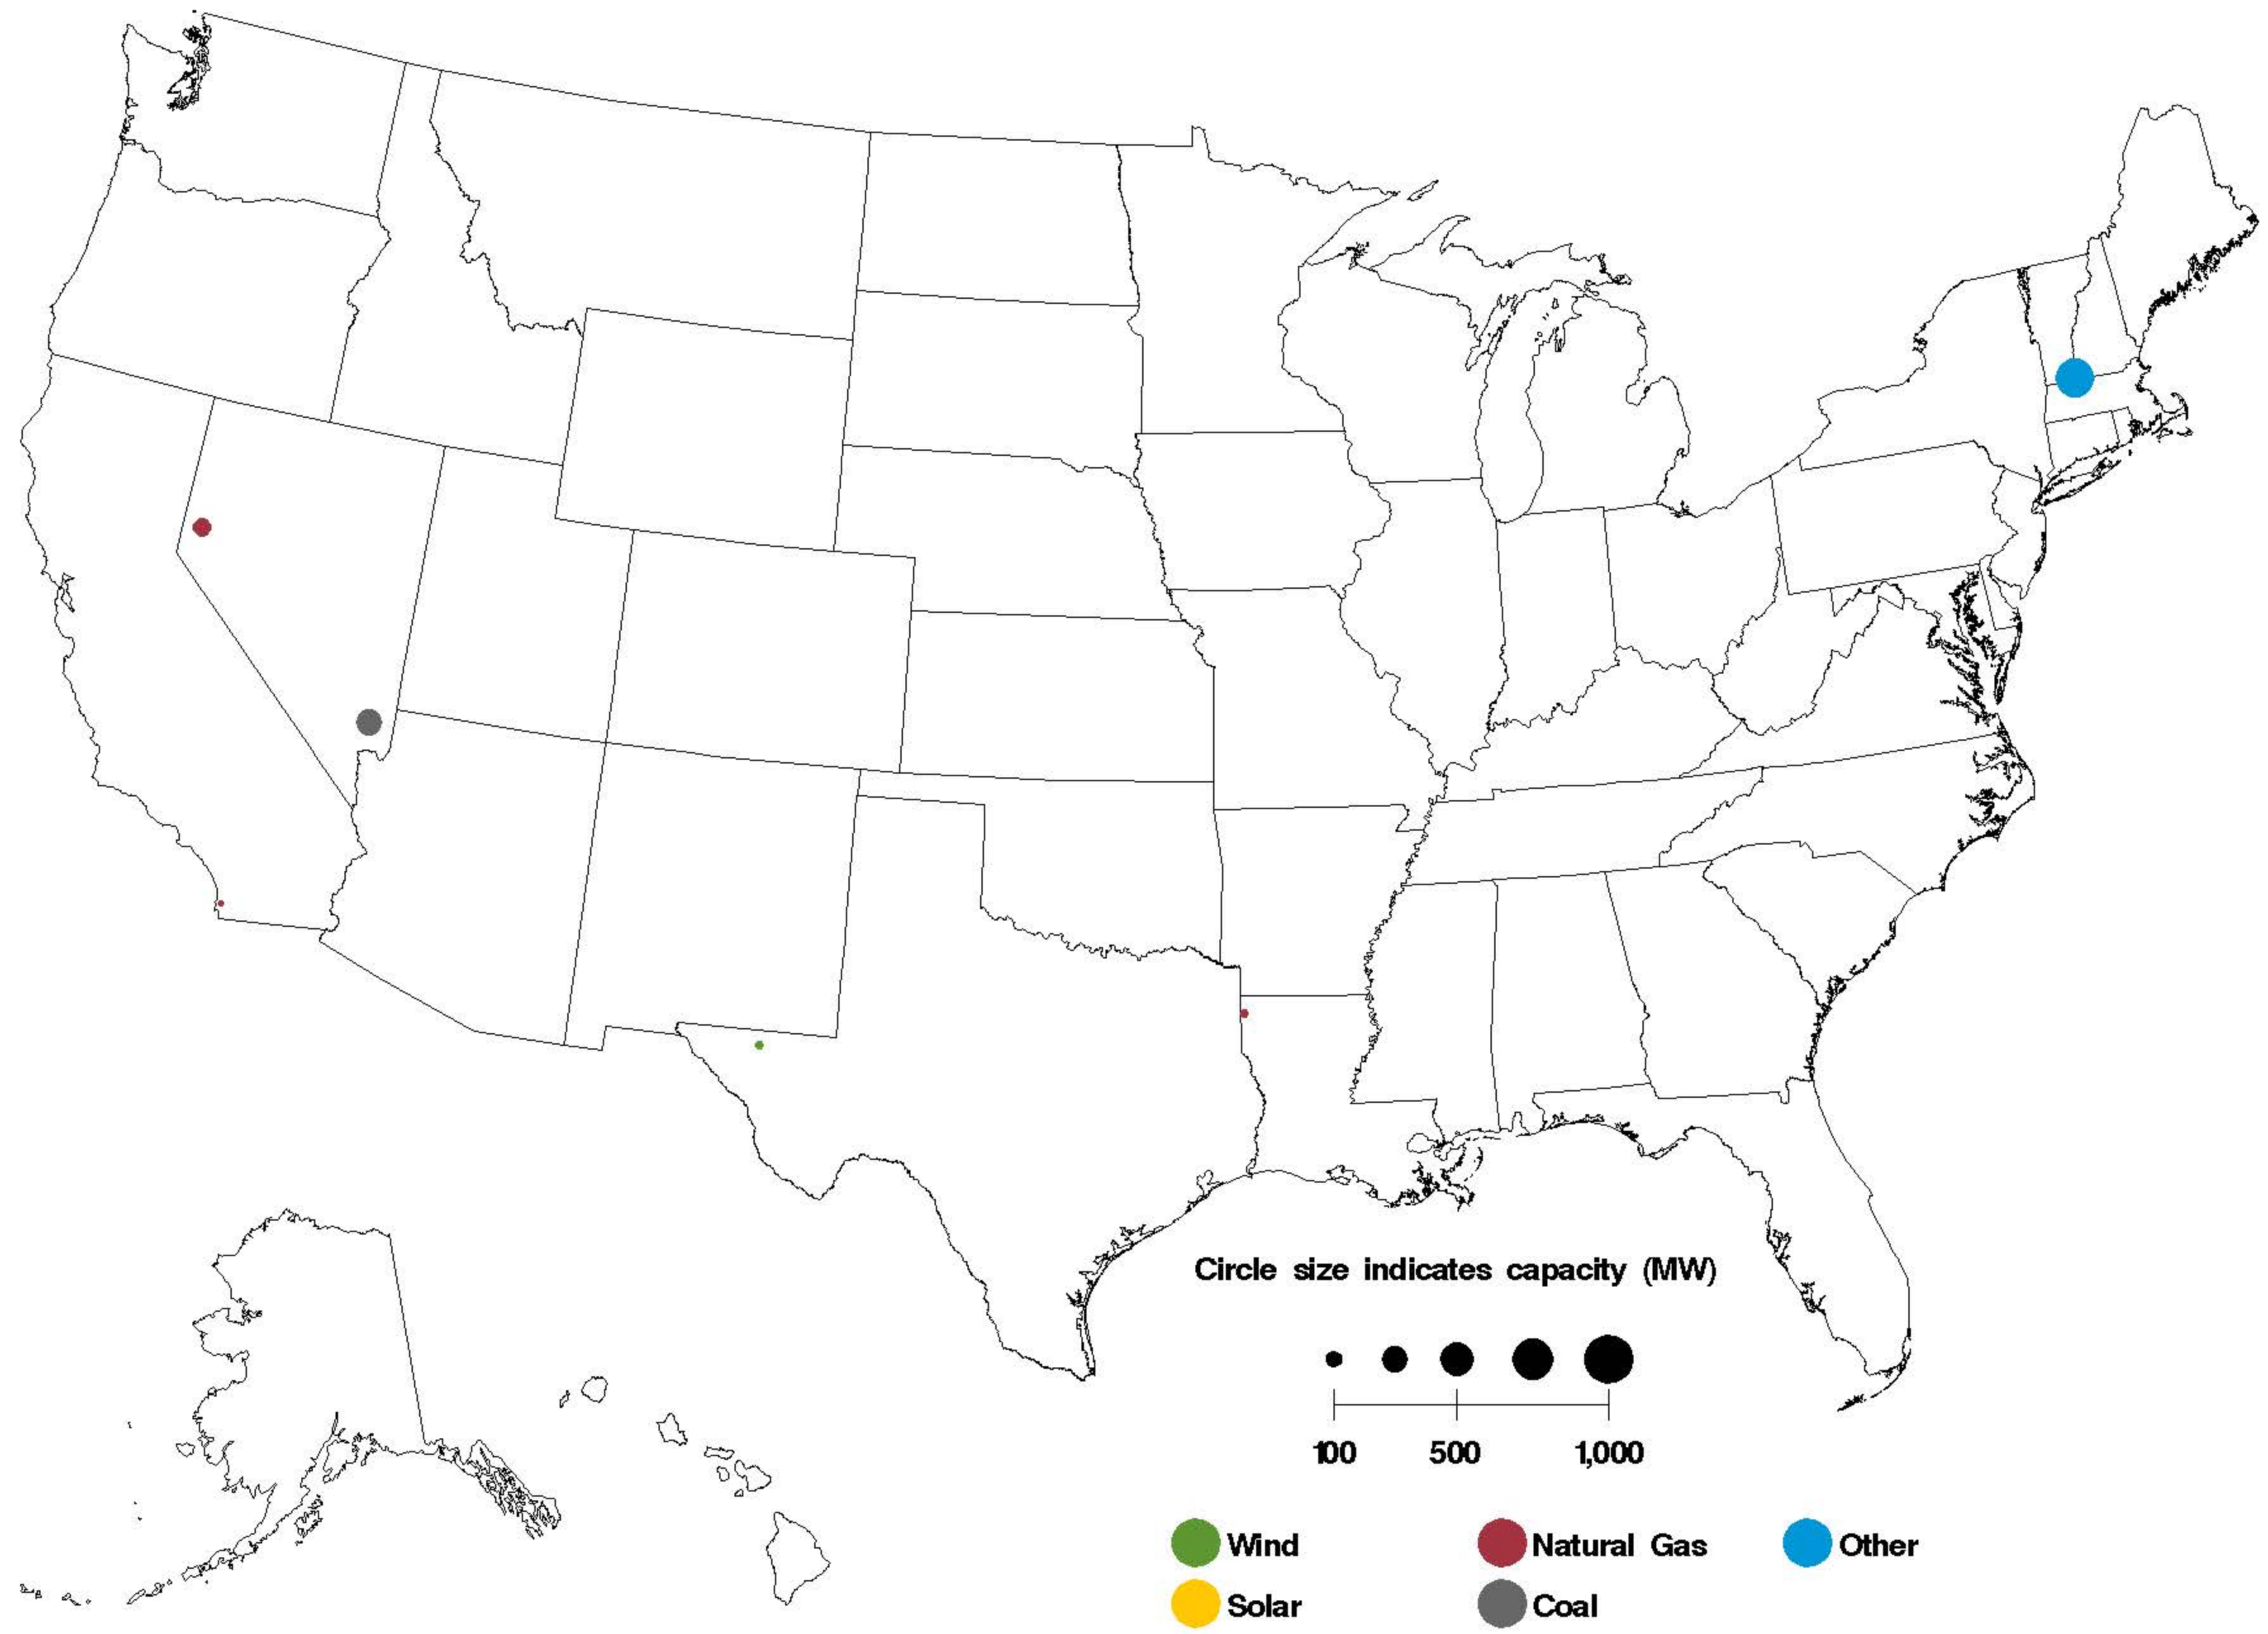 Circle size indicates capacity (MW)
100 500 1,000
Wind Natural Gas Other
Solar Coal